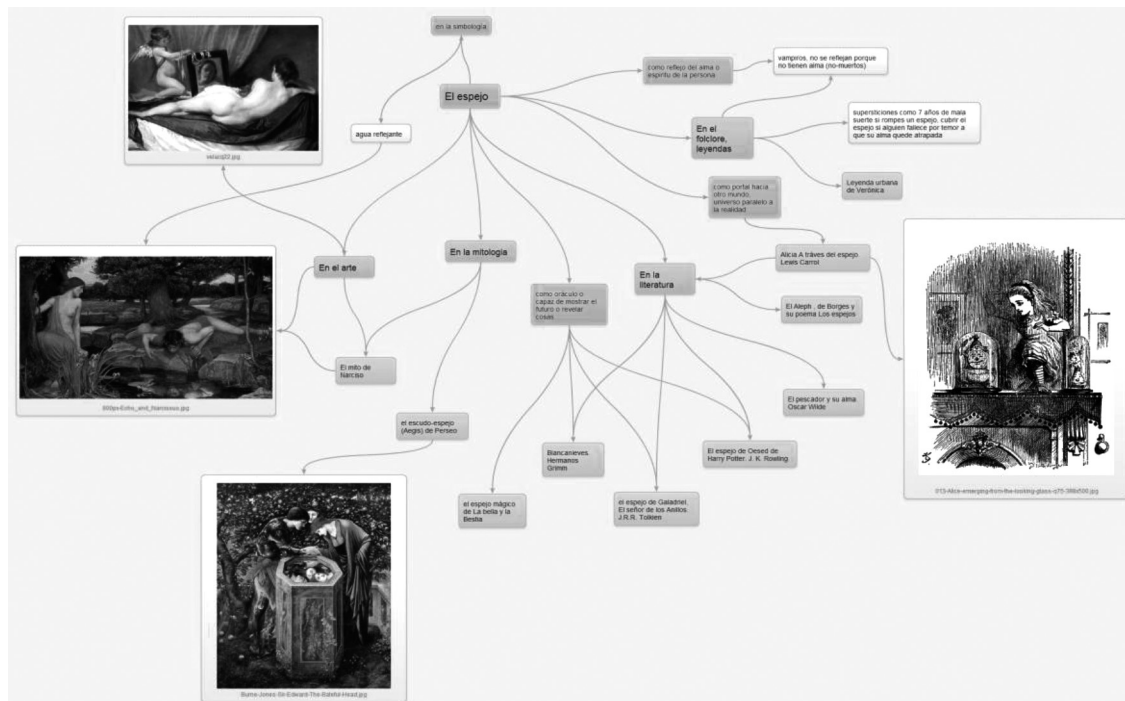 en la simbología
El espejo
agua reflejante
velazq22.jpg
como reflejo del alma o
espíritu de la persona
vampiros, no se reflejan porque
no tienen alma (no-muertos)
En el
folclore,
leyendas
supersticiones como 7 años de mala
suerte si rompes un espejo, cubrir el
espejo si alguien fallece por temor a
que su alma quede atrapada
Leyenda urbana
de Verónica
como portal hacia
otro mundo,
universo paralelo a
la realidad
En el arte
En la mitología
como oráculo o
capaz de mostrar el
futuro o revelar
cosas
En la
literatura
Alicia A tráves del espejo
Lewis Carrol
El Aleph . de Borges y
su poema Los espejos
El mito de
Narciso
El pescador y su alma.
Oscar Wilde
el escudo-espejo
(Aegis) de Perseo
Blancanieves.
Hermanos
Grimm
El espejo de Oesed de
Harry Potter. J. K. Rowling
el espejo mágico
de La bella y la
Bestia
el espejo de Galadriel.
El señor de los Anillos.
J.R.R. Tolkien
Burne-Jones-Sir-Edward-The-Baleful-Head.jpg